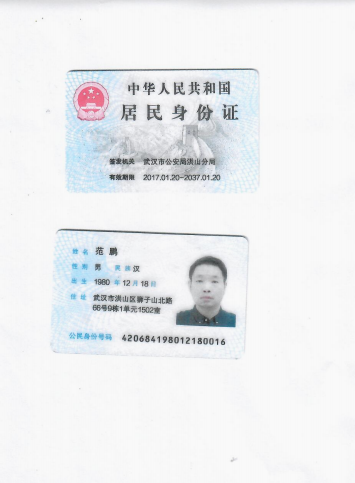 中华人民共和国
居民身份证
签发机关 武汉市公安局洪山分局
有效期限 2017.01.20-2037.01.20
姓名 范鹏
性别 男 民族 汉
出生 1980 年 12 月 18 日
住址 武汉市洪山区狮子山北路
66号9栋1单元1502室
公民身份号码 420684198012180016